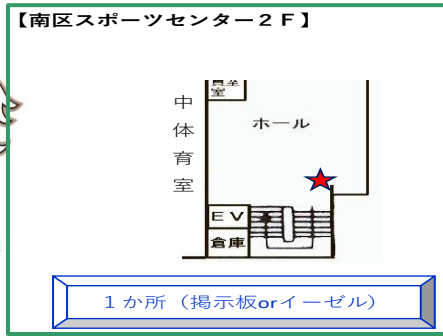 【南区スポーツセンター２Ｆ】
室
ホール
中体育室
ＥＶ
倉庫
１か所（掲示板orイーゼル）